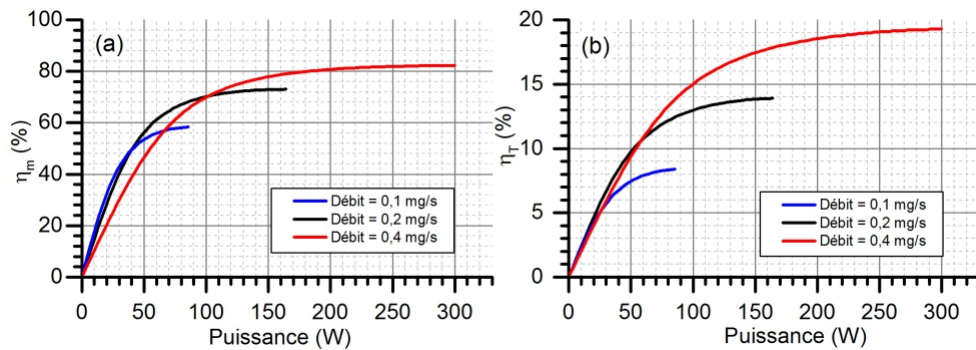 (a)
100
80
60
40
20
0
η_m (%)
0 50 100 150 200 250 300
Puissance (W)
Débit = 0,1 mg/s
Débit = 0,2 mg/s
Débit = 0,4 mg/s
(b)
20
15
10
5
0
η_T (%)
0 50 100 150 200 250 300
Puissance (W)
Débit = 0,1 mg/s
Débit = 0,2 mg/s
Débit = 0,4 mg/s